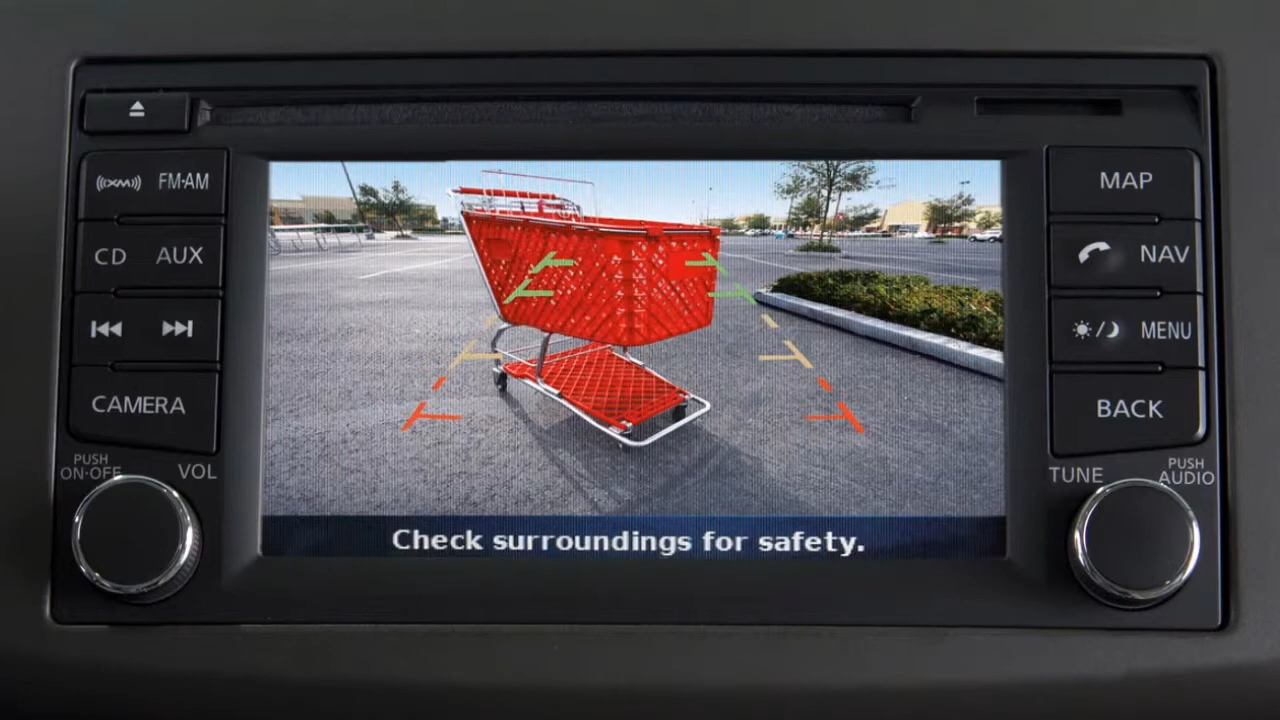 ((XM)) FM·AM
CD AUX
CAMERA
PUSH
ON·OFF VOL
MAP
NAV
MENU
BACK
TUNE PUSH
AUDIO
Check surroundings for safety.